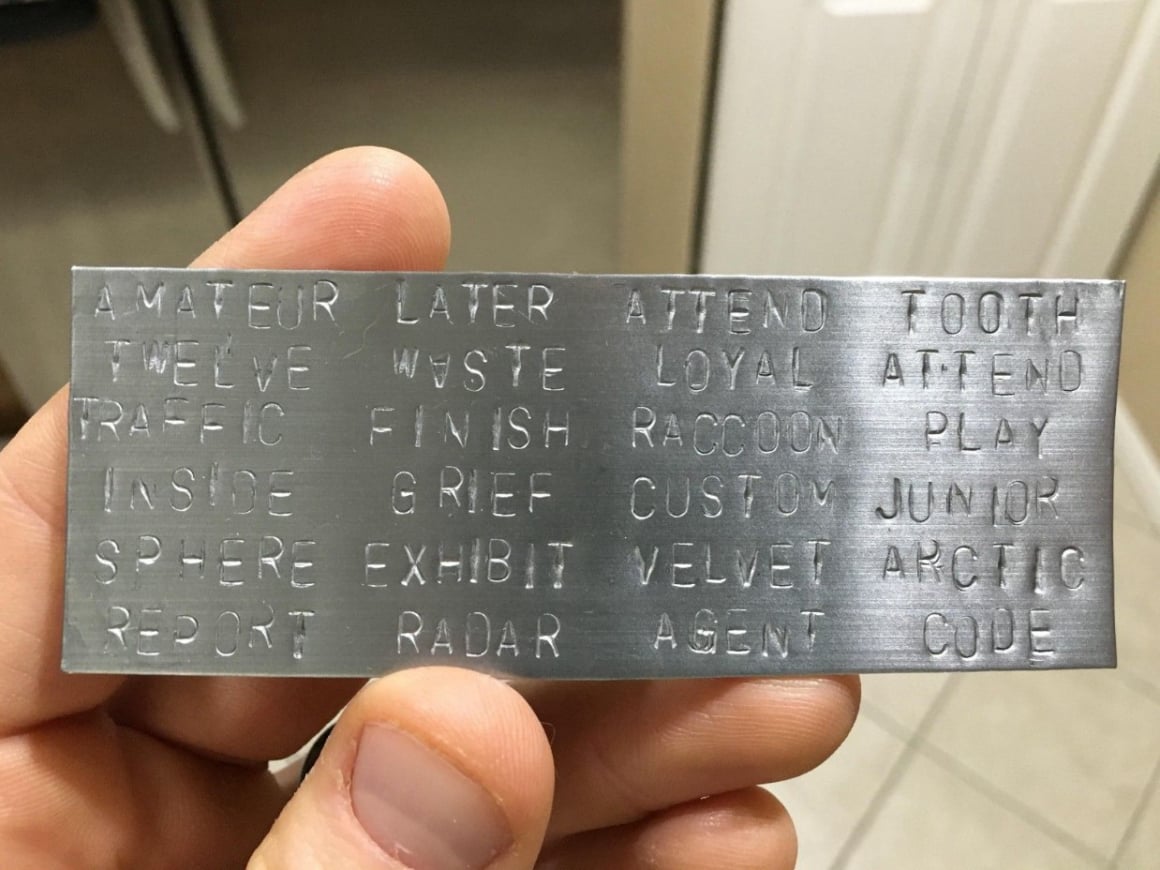 AMATEUR LATER ATTEND TOOTH
TWELVE WASTE LOYAL ATTEND
TRAFFIC FINISH RACCOON PLAY
INSIDE GRIEF CUSTOM JUNIOR
SPHERE EXHIBIT VELVET ARCTIC
REPORT RADAR AGENT CODE